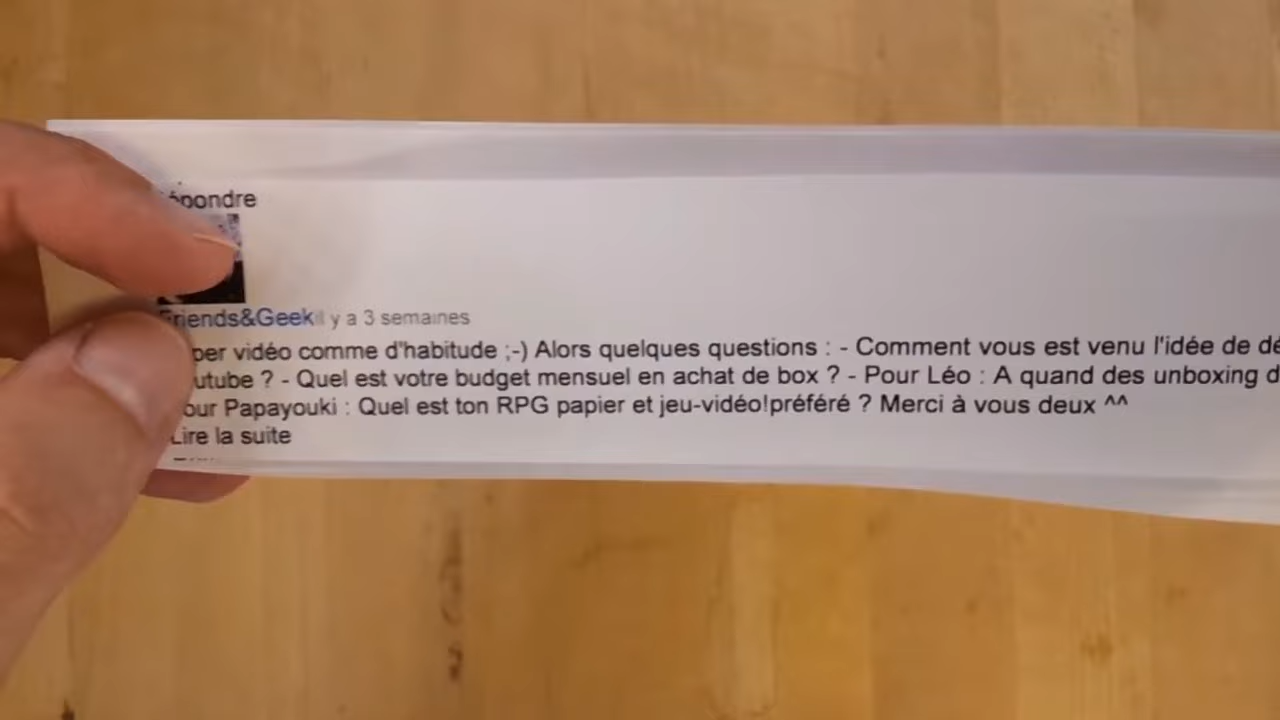 épondre
Friends&Geek il y a 3 semaines
per vidéo comme d'habitude ;-) Alors quelques questions : - Comment vous est venu l'idée de dé
utube ? - Quel est votre budget mensuel en achat de box ? - Pour Léo : A quand des unboxing d
our Papayouki : Quel est ton RPG papier et jeu-vidéo!préféré ? Merci à vous deux ^^
Lire la suite